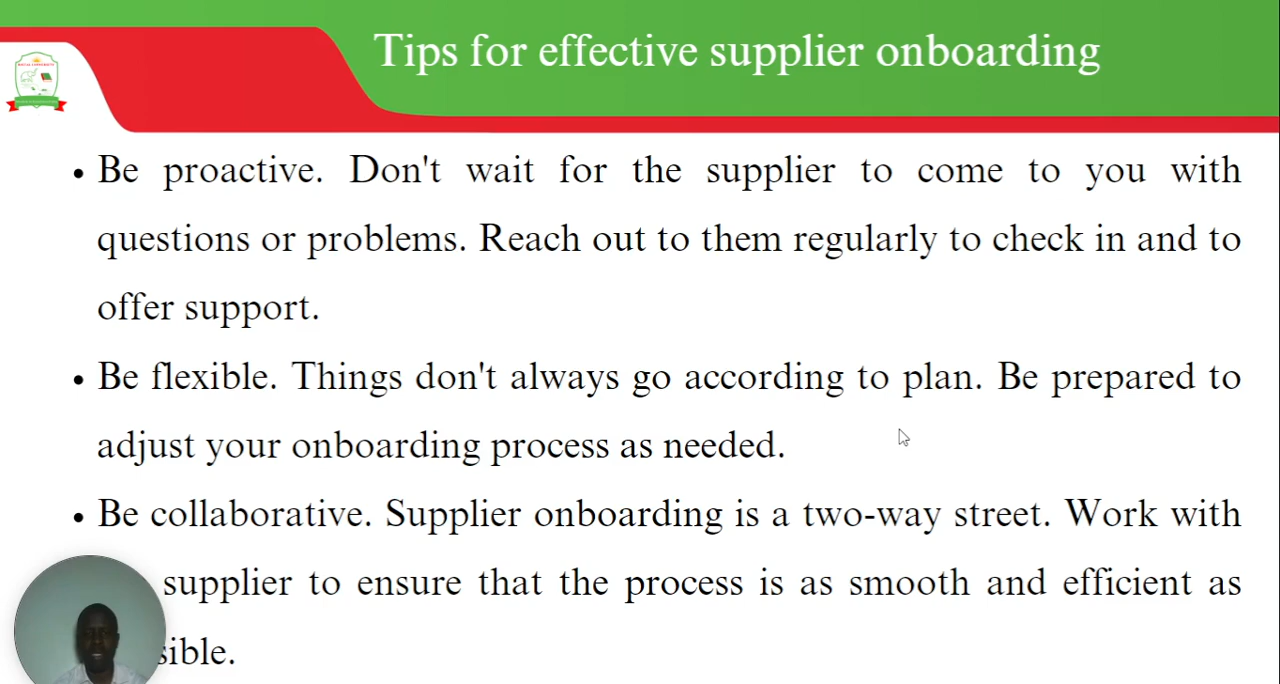 Tips for effective supplier onboarding
• Be proactive. Don't wait for the supplier to come to you with
questions or problems. Reach out to them regularly to check in and to
offer support.
• Be flexible. Things don't always go according to plan. Be prepared to
adjust your onboarding process as needed.
• Be collaborative. Supplier onboarding is a two-way street. Work with
supplier to ensure that the process is as smooth and efficient as
sible.